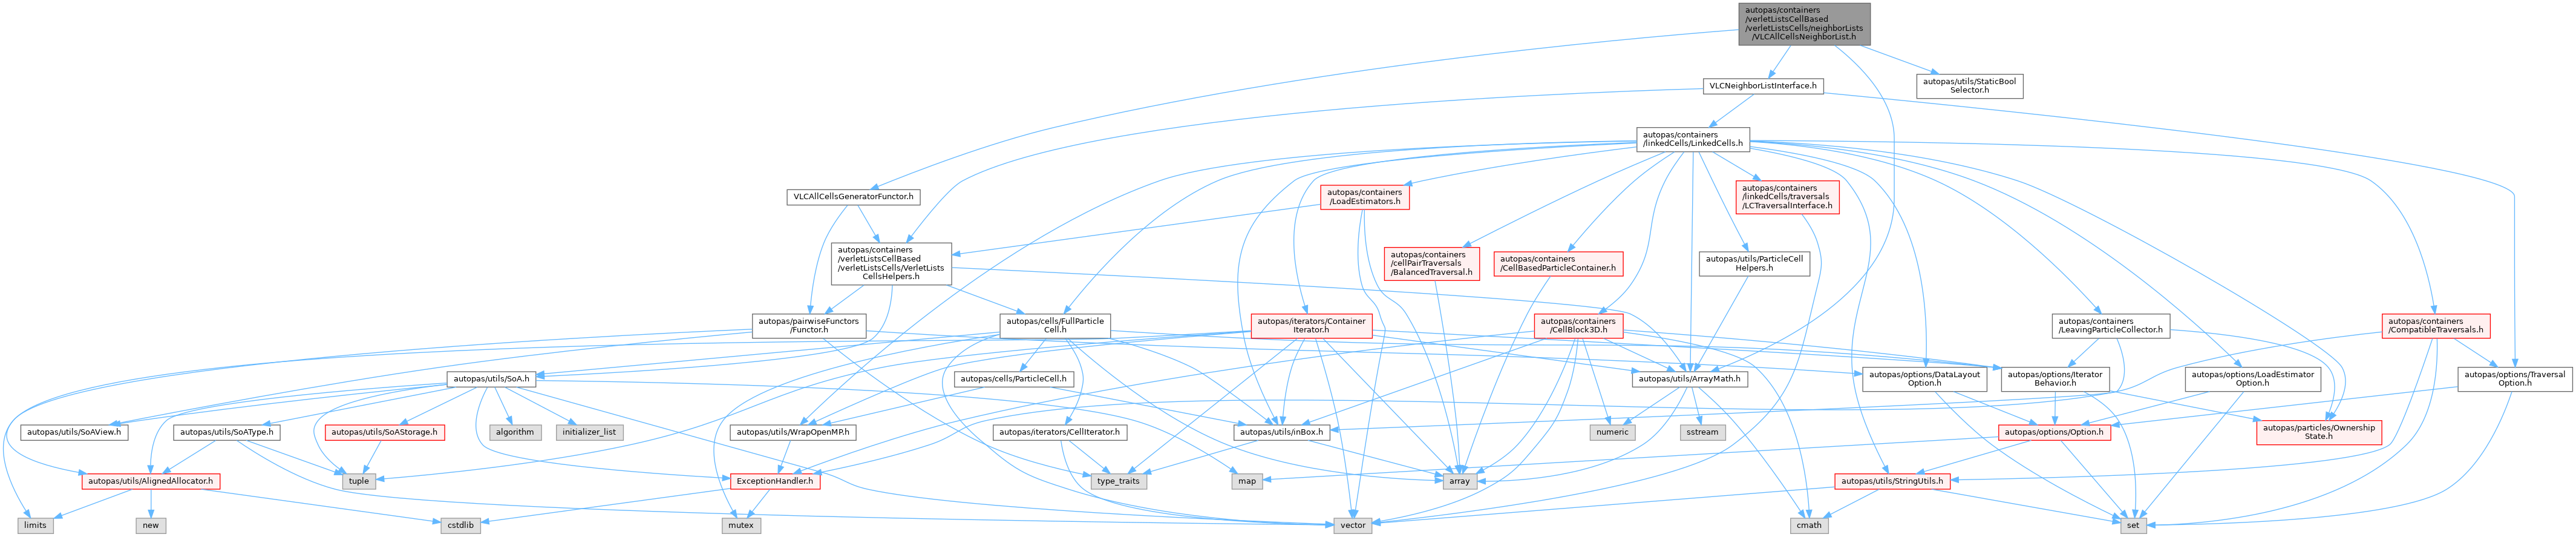 autopas/containers
/verletListsCellBased
/verletListsCells/neighborLists
/VLCAllCellsNeighborList.h
VLCNeighborListInterface.h
autopas/utils/StaticBool
Selector.h
autopas/containers
/linkedCells/LinkedCells.h
VLCAllCellsGeneratorFunctor.h
autopas/containers
/LoadEstimators.h
autopas/containers
/linkedCells/traversals
/LCTraversalInterface.h
autopas/containers
/verletListsCellBased
/verletListsCells/VerletLists
CellsHelpers.h
autopas/containers
/cellPairTraversals
/BalancedTraversal.h
autopas/containers
/CellBasedParticleContainer.h
autopas/utils/ParticleCell
Helpers.h
autopas/pairwiseFunctors
/Functor.h
autopas/cells/FullParticle
Cell.h
autopas/iterators/Container
Iterator.h
autopas/containers
/CellBlock3D.h
autopas/containers
/LeavingParticleCollector.h
autopas/containers
/CompatibleTraversals.h
autopas/utils/SoA.h
autopas/cells/ParticleCell.h
autopas/utils/ArrayMath.h
autopas/options/DataLayout
Option.h
autopas/options/Iterator
Behavior.h
autopas/options/LoadEstimator
Option.h
autopas/options/Traversal
Option.h
autopas/utils/SoAView.h
autopas/utils/SoAType.h
autopas/utils/SoAStorage.h
algorithm
initializer_list
autopas/utils/WrapOpenMP.h
autopas/iterators/CellIterator.h
autopas/utils/inBox.h
numeric
sstream
autopas/options/Option.h
autopas/particles/Ownership
State.h
autopas/utils/AlignedAllocator.h
tuple
ExceptionHandler.h
type_traits
map
array
autopas/utils/StringUtils.h
limits
new
cstdlib
mutex
vector
cmath
set